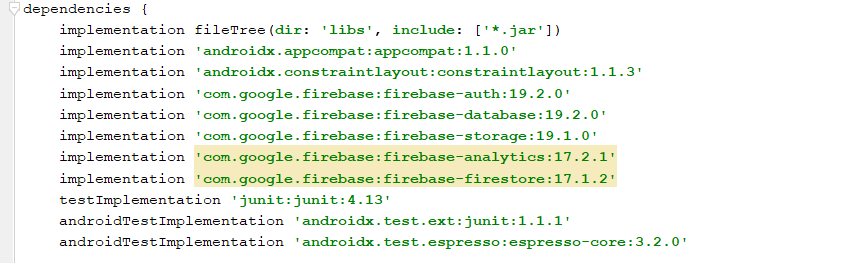 dependencies {
implementation fileTree(dir: 'libs', include: ['*.jar'])
implementation 'androidx.appcompat:appcompat:1.1.0'
implementation 'androidx.constraintlayout:constraintlayout:1.1.3'
implementation 'com.google.firebase:firebase-auth:19.2.0'
implementation 'com.google.firebase:firebase-database:19.2.0'
implementation 'com.google.firebase:firebase-storage:19.1.0'
implementation 'com.google.firebase:firebase-analytics:17.2.1'
implementation 'com.google.firebase:firebase-firestore:17.1.2'
testImplementation 'junit:junit:4.13'
androidTestImplementation 'androidx.test.ext:junit:1.1.1'
androidTestImplementation 'androidx.test.espresso:espresso-core:3.2.0'